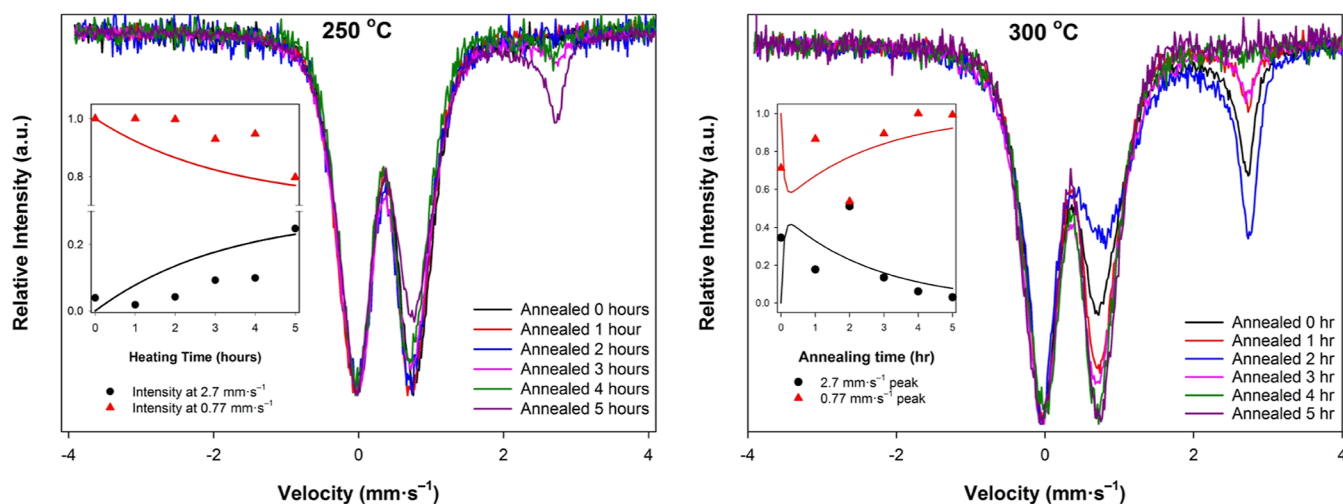 250 °C
Relative Intensity (a.u.)
1.0
0.8
0.2
0.0
0 1 2 3 4 5
Heating Time (hours)
Intensity at 2.7 mm·s⁻¹
Intensity at 0.77 mm·s⁻¹
Annealed 0 hours
Annealed 1 hour
Annealed 2 hours
Annealed 3 hours
Annealed 4 hours
Annealed 5 hours
-4 -2 0 2 4
Velocity (mm·s⁻¹)
300 °C
Relative Intensity (a.u.)
1.0
0.8
0.6
0.4
0.2
0.0
0 1 2 3 4 5
Annealing time (hr)
2.7 mm·s⁻¹ peak
0.77 mm·s⁻¹ peak
Annealed 0 hr
Annealed 1 hr
Annealed 2 hr
Annealed 3 hr
Annealed 4 hr
Annealed 5 hr
-4 -2 0 2 4
Velocity (mm·s⁻¹)